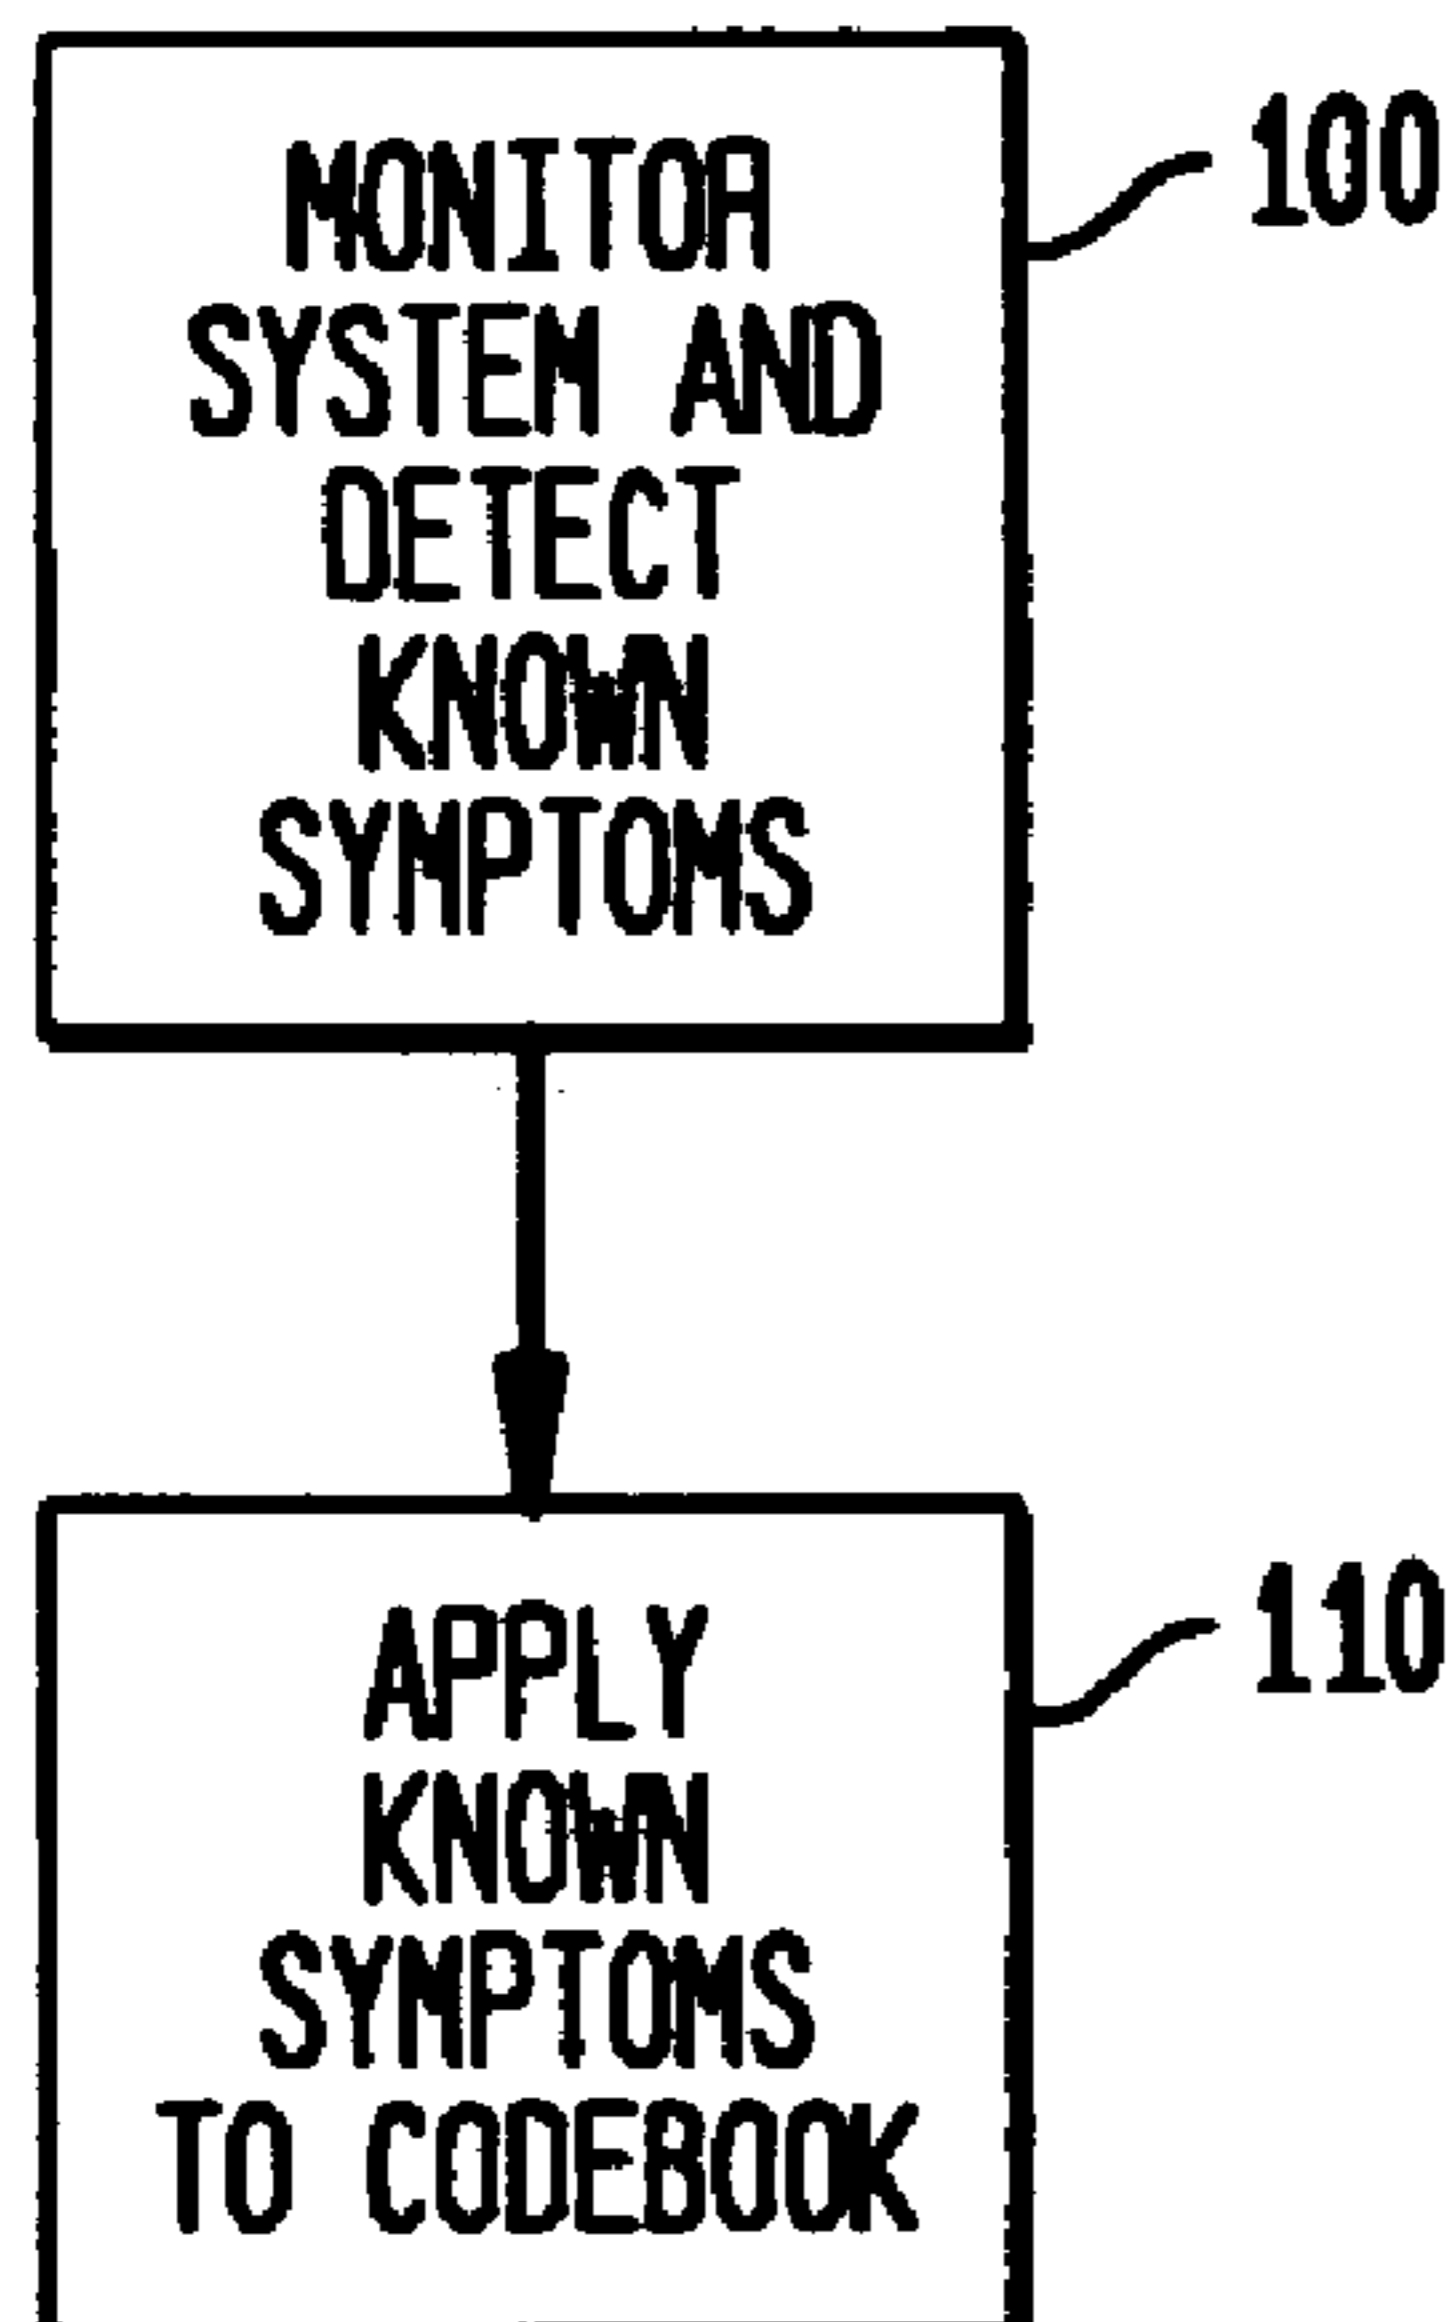 MONITOR
SYSTEM AND
DETECT
KNOWN
SYMPTOMS
100
APPLY
KNOWN
SYMPTOMS
TO CODEBOOK
110